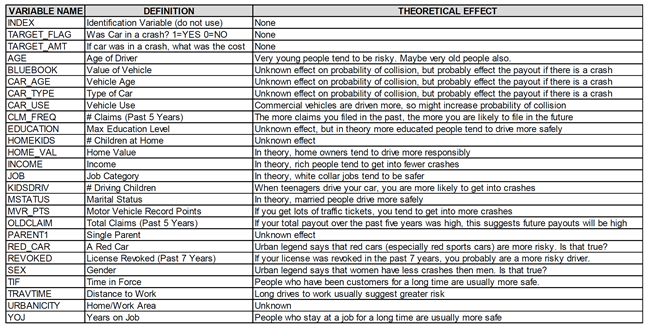 VARIABLE NAME DEFINITION THEORETICAL EFFECT
INDEX Identification Variable (do not use) None
TARGET_FLAG Was Car in a crash? 1=YES 0=NO None
TARGET_AMT If car was in a crash, what was the cost None
AGE Age of Driver Very young people tend to be risky. Maybe very old people also.
BLUEBOOK Value of Vehicle Unknown effect on probability of collision, but probably effect the payout if there is a crash
CAR_AGE Vehicle Age Unknown effect on probability of collision, but probably effect the payout if there is a crash
CAR_TYPE Type of Car Unknown effect on probability of collision, but probably effect the payout if there is a crash
CAR_USE Vehicle Use Commercial vehicles are driven more, so might increase probability of collision
CLM_FREQ # Claims (Past 5 Years) The more claims you filed in the past, the more you are likely to file in the future
EDUCATION Max Education Level Unknown effect, but in theory more educated people tend to drive more safely
HOMEKIDS # Children at Home Unknown effect
HOME_VAL Home Value In theory, home owners tend to drive more responsibly
INCOME Income In theory, rich people tend to get into fewer crashes
JOB Job Category In theory, white collar jobs tend to be safer
KIDSDRIV # Driving Children When teenagers drive your car, you are more likely to get into crashes
MSTATUS Marital Status In theory, married people drive more safely
MVR_PTS Motor Vehicle Record Points If you get lots of traffic tickets, you tend to get into more crashes
OLDCLAIM Total Claims (Past 5 Years) If your total payout over the past five years was high, this suggests future payouts will be high
PARENT1 Single Parent Unknown effect
RED_CAR A Red Car Urban legend says that red cars (especially red sports cars) are more risky. Is that true?
REVOKED License Revoked (Past 7 Years) If your license was revoked in the past 7 years, you probably are a more risky driver.
SEX Gender Urban legend says that women have less crashes then men. Is that true?
TIF Time in Force People who have been customers for a long time are usually more safe.
TRAVTIME Distance to Work Long drives to work usually suggest greater risk
URBANICITY Home/Work Area Unknown
YOJ Years on Job People who stay at a job for a long time are usually more safe